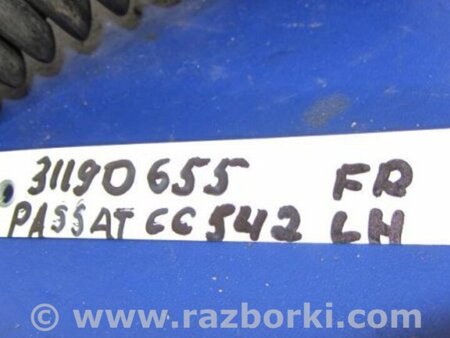 31190655 FR
PASSAT CC 542 LH
© www.razborki.com